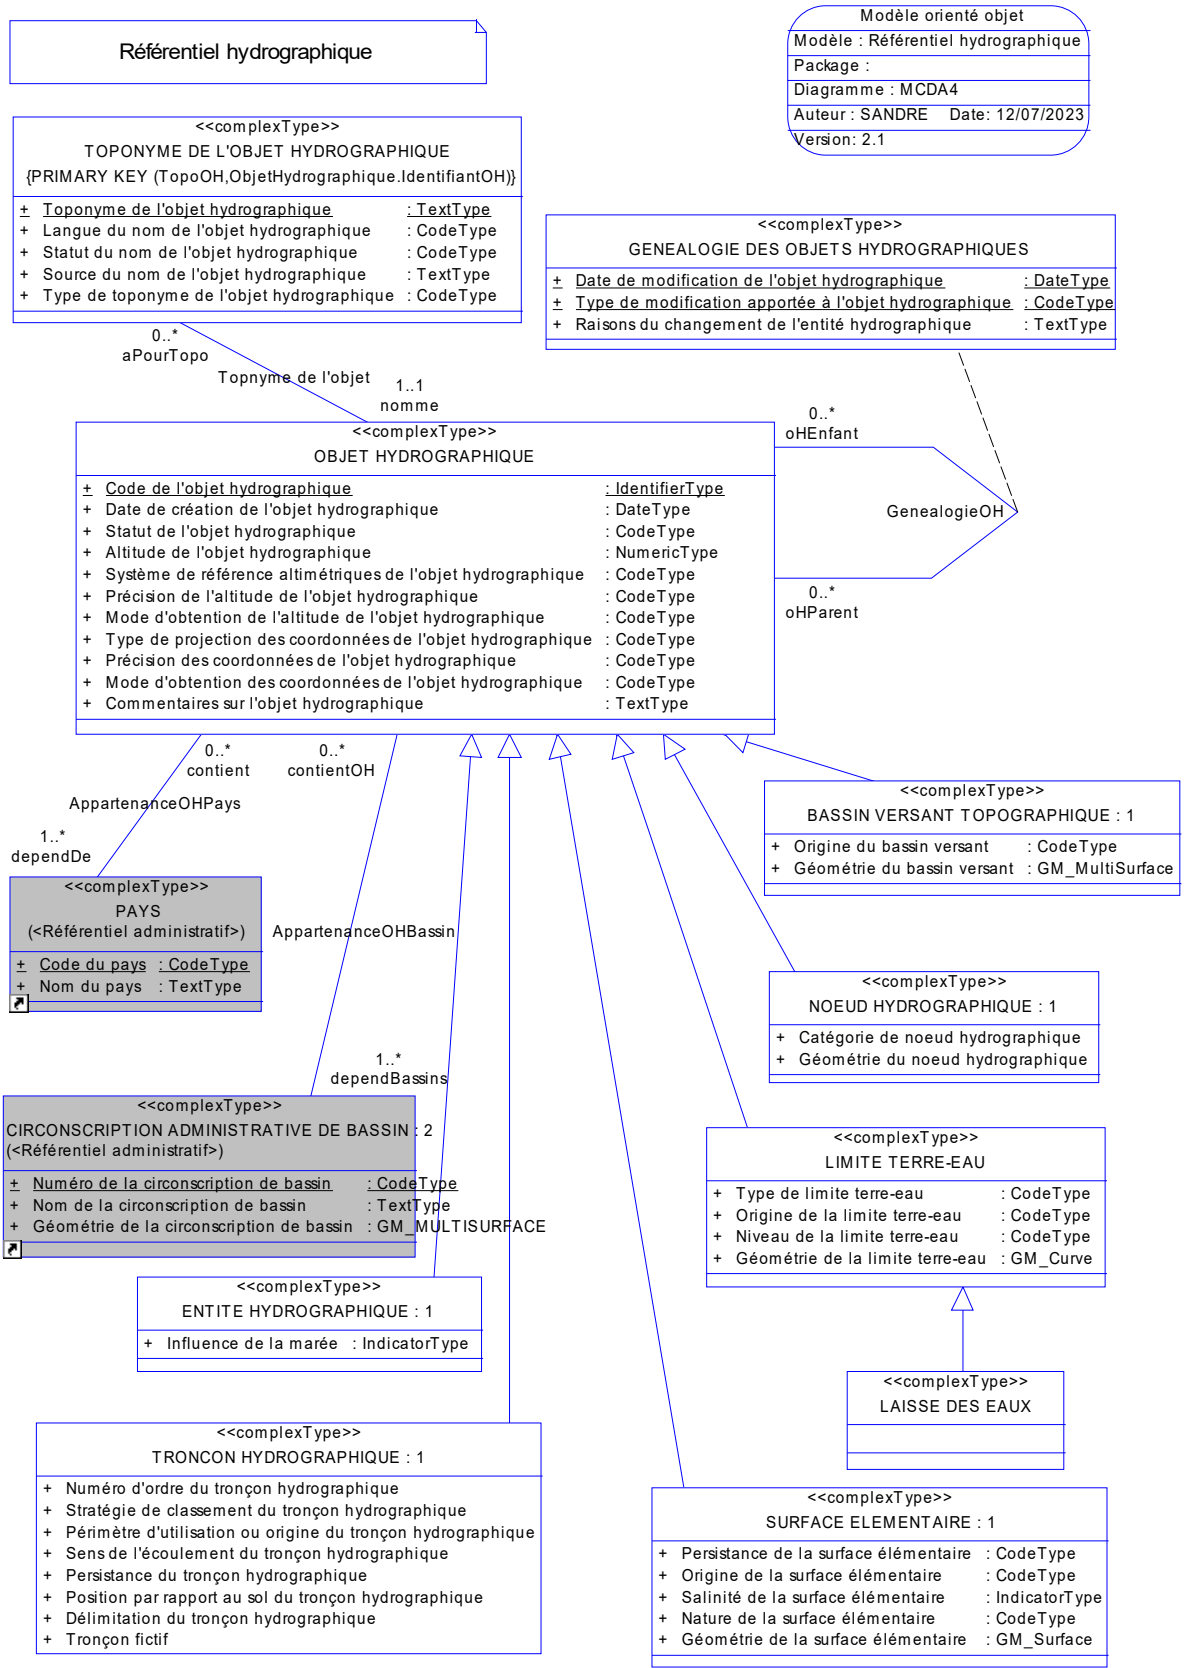 Référentiel hydrographique
Modèle orienté objet
Modèle : Référentiel hydrographique
Package :
Diagramme : MCDA4
Auteur : SANDRE Date: 12/07/2023
Version: 2.1
<<complexType>>
TOPONYME DE L'OBJET HYDROGRAPHIQUE
{PRIMARY KEY (TopoOH,ObjetHydrographique.IdentifiantOH)}
+ Toponyme de l'objet hydrographique : TextType
+ Langue du nom de l'objet hydrographique : CodeType
+ Statut du nom de l'objet hydrographique : CodeType
+ Source du nom de l'objet hydrographique : TextType
+ Type de toponyme de l'objet hydrographique : CodeType
<<complexType>>
GENEALOGIE DES OBJETS HYDROGRAPHIQUES
+ Date de modification de l'objet hydrographique : DateType
+ Type de modification apportée à l'objet hydrographique : CodeType
+ Raisons du changement de l'entité hydrographique : TextType
0..*
aPourTopo
Topnyme de l'objet
1..1
nomme
<<complexType>>
OBJET HYDROGRAPHIQUE
+ Code de l'objet hydrographique : IdentifierType
+ Date de création de l'objet hydrographique : DateType
+ Statut de l'objet hydrographique : CodeType
+ Altitude de l'objet hydrographique : NumericType
+ Système de référence altimétriques de l'objet hydrographique : CodeType
+ Précision de l'altitude de l'objet hydrographique : CodeType
+ Mode d'obtention de l'altitude de l'objet hydrographique : CodeType
+ Type de projection des coordonnées de l'objet hydrographique : CodeType
+ Précision des coordonnées de l'objet hydrographique : CodeType
+ Mode d'obtention des coordonnées de l'objet hydrographique : CodeType
+ Commentaires sur l'objet hydrographique : TextType
0..*
oHEnfant
GenealogieOH
0..*
oHParent
0..*
contient
0..*
contientOH
AppartenanceOHPays
1..*
dependDe
<<complexType>>
PAYS
(<Référentiel administratif>)
+ Code du pays : CodeType
+ Nom du pays : TextType
AppartenanceOHBassin
1..*
dependBassins
<<complexType>>
BASSIN VERSANT TOPOGRAPHIQUE : 1
+ Origine du bassin versant : CodeType
+ Géométrie du bassin versant : GM_MultiSurface
<<complexType>>
NOEUD HYDROGRAPHIQUE : 1
+ Catégorie de noeud hydrographique
+ Géométrie du noeud hydrographique
<<complexType>>
CIRCONSCRIPTION ADMINISTRATIVE DE BASSIN : 2
(<Référentiel administratif>)
+ Numéro de la circonscription de bassin : CodeType
+ Nom de la circonscription de bassin : TextType
+ Géométrie de la circonscription de bassin : GM_MULTISURFACE
<<complexType>>
LIMITE TERRE-EAU
+ Type de limite terre-eau : CodeType
+ Origine de la limite terre-eau : CodeType
+ Niveau de la limite terre-eau : CodeType
+ Géométrie de la limite terre-eau : GM_Curve
<<complexType>>
ENTITE HYDROGRAPHIQUE : 1
+ Influence de la marée : IndicatorType
<<complexType>>
LAISSE DES EAUX
<<complexType>>
TRONCON HYDROGRAPHIQUE : 1
+ Numéro d'ordre du tronçon hydrographique
+ Stratégie de classement du tronçon hydrographique
+ Périmètre d'utilisation ou origine du tronçon hydrographique
+ Sens de l'écoulement du tronçon hydrographique
+ Persistance du tronçon hydrographique
+ Position par rapport au sol du tronçon hydrographique
+ Délimitation du tronçon hydrographique
+ Tronçon fictif
<<complexType>>
SURFACE ELEMENTAIRE : 1
+ Persistance de la surface élémentaire : CodeType
+ Origine de la surface élémentaire : CodeType
+ Salinité de la surface élémentaire : IndicatorType
+ Nature de la surface élémentaire : CodeType
+ Géométrie de la surface élémentaire : GM_Surface